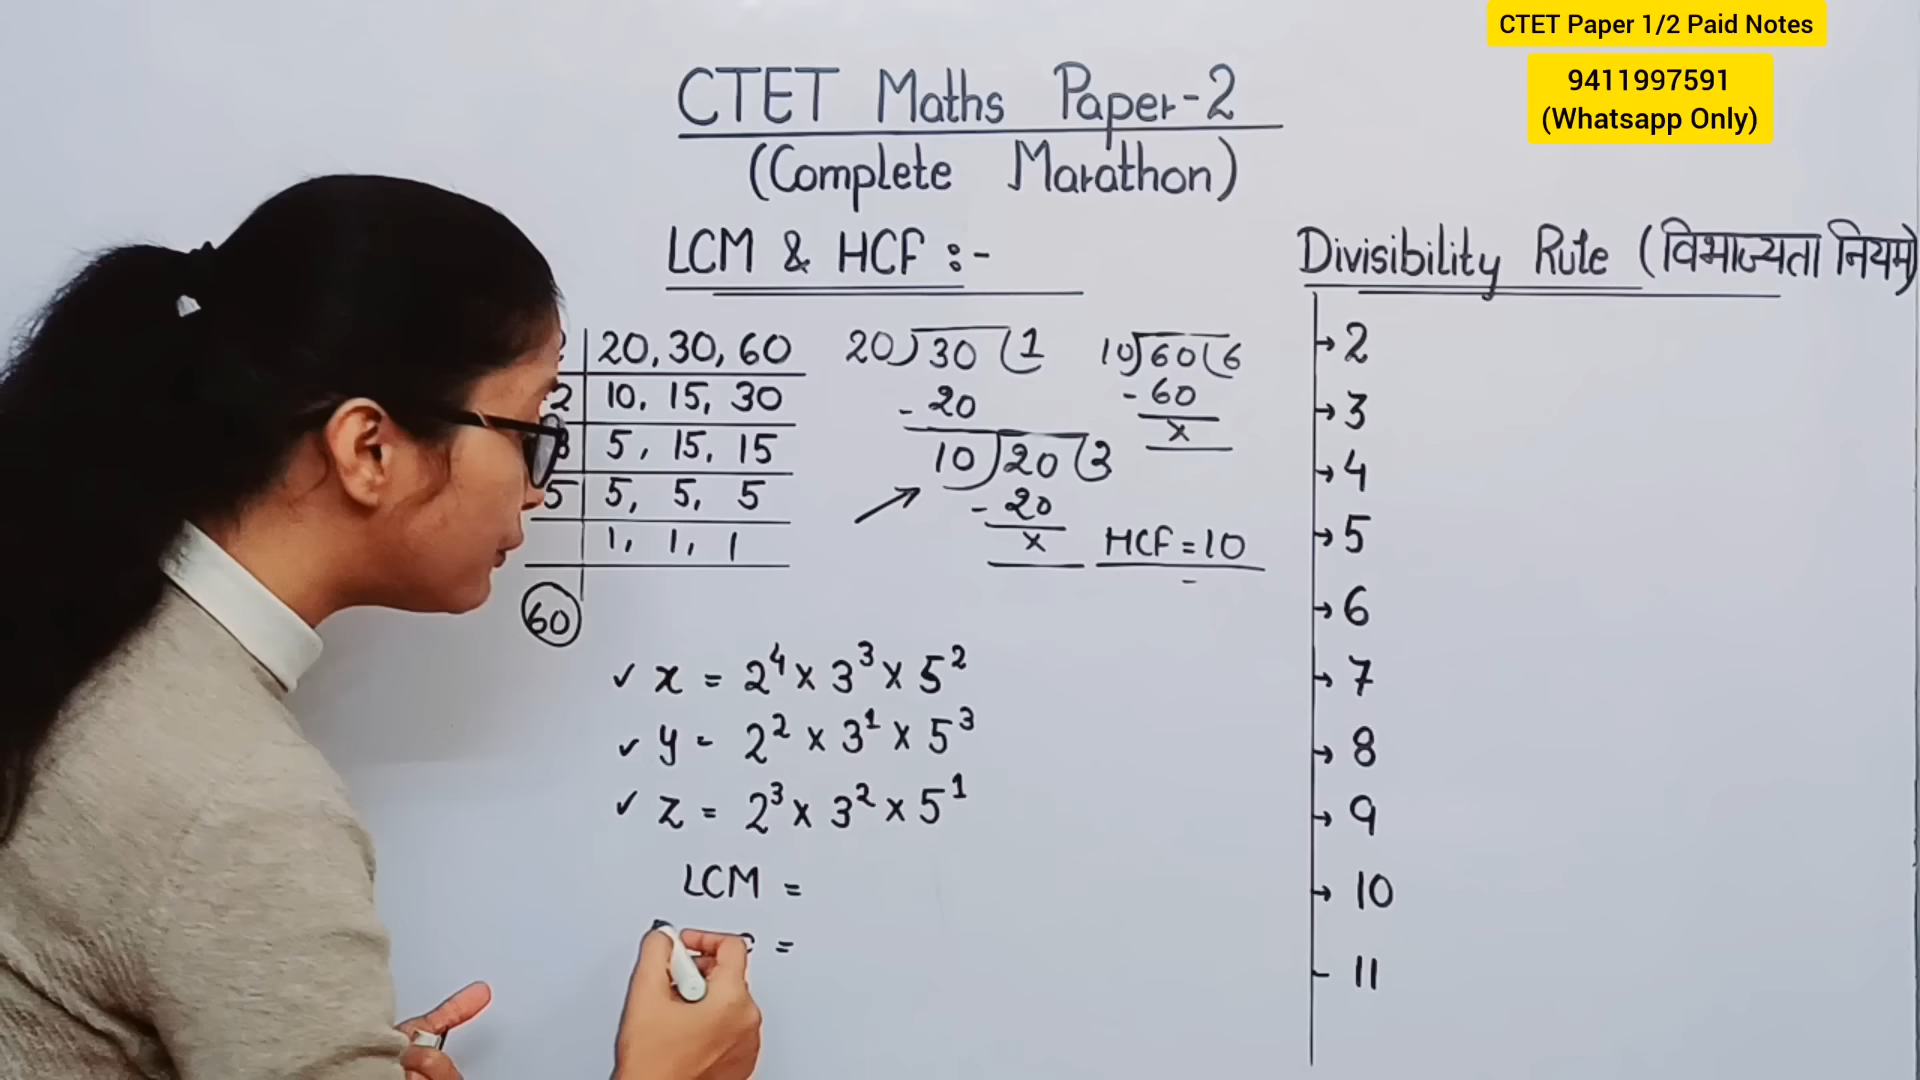 CTET Paper 1/2 Paid Notes
9411997591
(Whatsapp Only)
CTET Maths Paper-2
(Complete Marathon)
LCM & HCF :-
20, 30, 60
2 10, 15, 30
5, 15, 15
5 5, 5, 5
1, 1, 1
60
20) 30 (1
- 20
10) 20 (3
- 20
x
10) 60 (6
- 60
x
HCF = 10
✓ x = 2⁴ × 3³ × 5²
✓ y = 2² × 3¹ × 5³
✓ z = 2³ × 3² × 5¹
LCM =
=
Divisibility Rule (विभाज्यता नियम)
→ 2
→ 3
→ 4
→ 5
→ 6
→ 7
→ 8
→ 9
→ 10
- 11